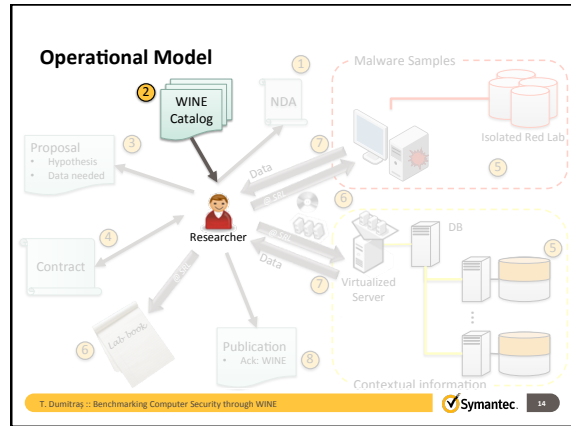 Operational Model
1
Malware Samples
2
WINE
Catalog
NDA
3
Proposal
• Hypothesis
• Data needed
7
Data
Isolated Red Lab
5
6
Researcher
4
Contract
DB
5
Data
7
Virtualized
Server
Lab-book
6
Publication
• Ack: WINE
8
Contextual information
T. Dumitraș :: Benchmarking Computer Security through WINE
Symantec.
14